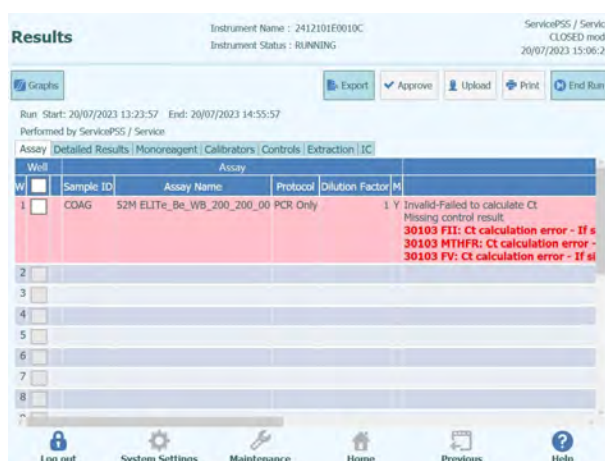 Results
Instrument Name : 2412101E0010C
Instrument Status : RUNNING
ServicePSS / Servic
CLOSED mod
20/07/2023 15:06:2
Graphs
Export
Approve
Upload
Print
End Run
Run Start: 20/07/2023 13:23:57 End: 20/07/2023 14:55:57
Performed by ServicePSS / Service
Assay Detailed Results Monoreagent Calibrators Controls Extraction IC
Well Assay
W Sample ID Assay Name Protocol Dilution Factor M
1 COAG 52M ELITe_Be_WB_200_200_00 PCR Only 1 Y Invalid-Failed to calculate Ct
Missing control result
30103 FII: Ct calculation error - If s
30103 MTHFR: Ct calculation error -
30103 FV: Ct calculation error - If si
2
3
4
5
6
7
8
Log out System Settings Maintenance Home Previous Help